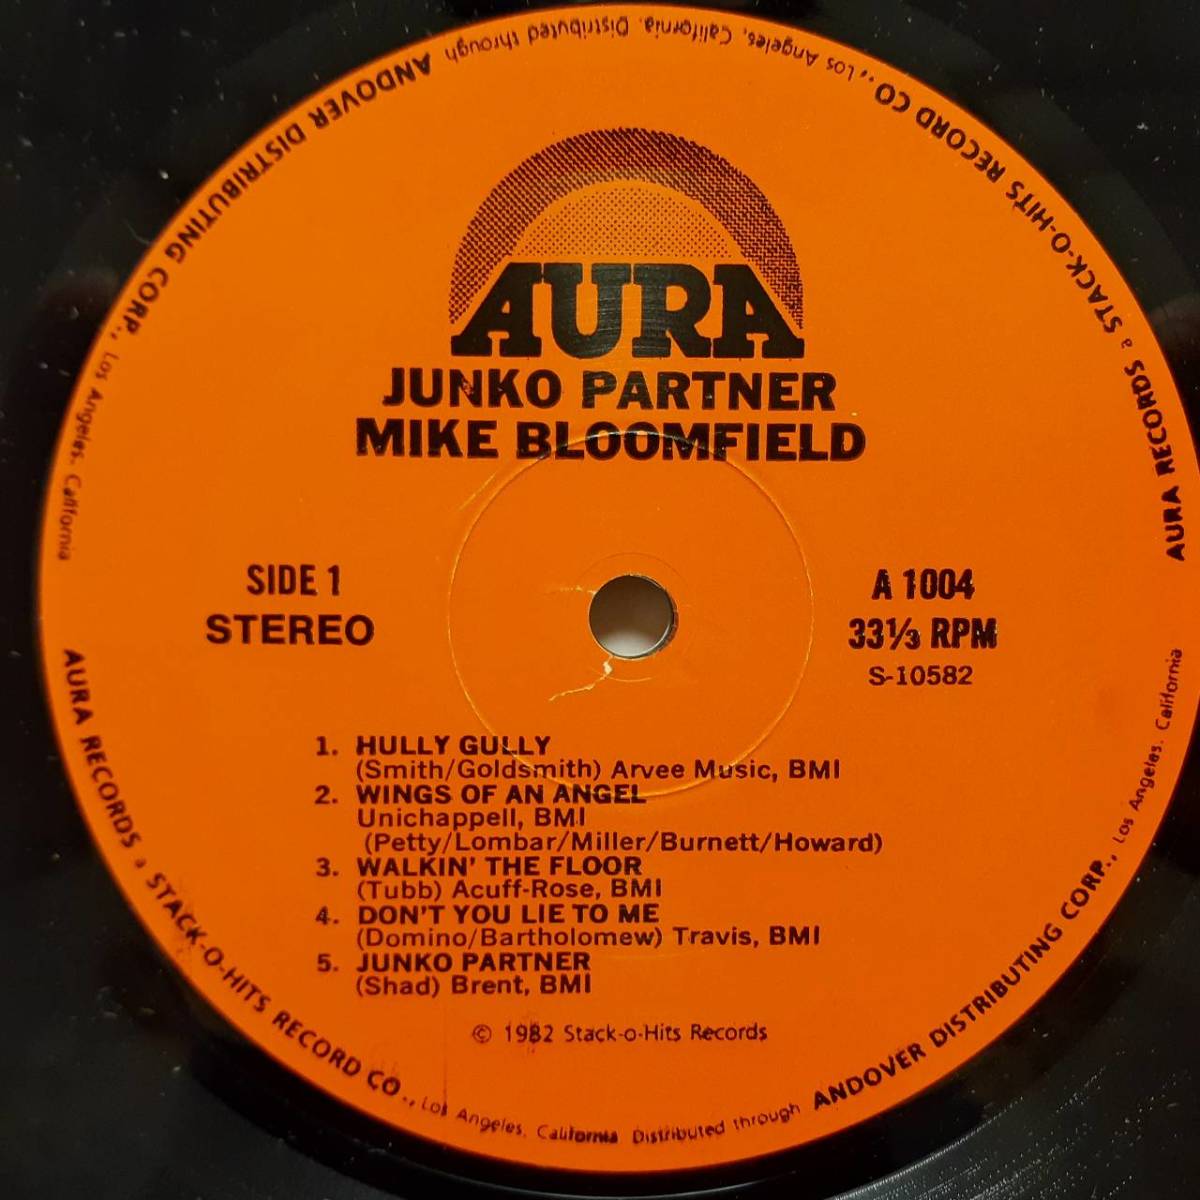 AURA
JUNKO PARTNER
MIKE BLOOMFIELD
SIDE 1
STEREO
A 1004
33⅓ RPM
S-10582
1. HULLY GULLY
(Smith/Goldsmith) Arvee Music, BMI
2. WINGS OF AN ANGEL
Unichappell, BMI
(Petty/Lombar/Miller/Burnett/Howard)
3. WALKIN' THE FLOOR
(Tubb) Acuff-Rose, BMI
4. DON'T YOU LIE TO ME
(Domino/Bartholomew) Travis, BMI
5. JUNKO PARTNER
(Shad) Brent, BMI
© 1982 Stack-o-Hits Records
AURA RECORDS a STACK-O-HITS RECORD CO., Los Angeles, California Distributed through ANDOVER DISTRIBUTING CORP., Los Angeles, California
AURA RECORDS a STACK-O-HITS RECORD CO., Los Angeles, California, Distributed through ANDOVER DISTRIBUTING CORP., Los Angeles, California